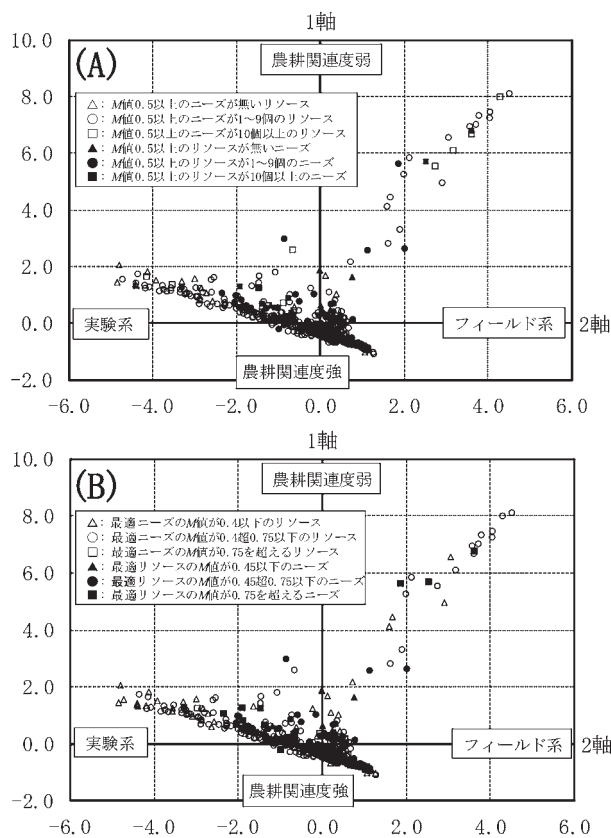 1軸
10.0
(A)
農耕関連度弱
8.0
△：M値0.5以上のニーズが無いリソース
○：M値0.5以上のニーズが1~9個のリソース
□：M値0.5以上のニーズが10個以上のリソース
▲：M値0.5以上のリソースが無いニーズ
●：M値0.5以上のリソースが1~9個のニーズ
■：M値0.5以上のリソースが10個以上のニーズ
6.0
4.0
2.0
0.0
実験系
フィールド系
2軸
農耕関連度強
-2.0
-6.0 -4.0 -2.0 0.0 2.0 4.0 6.0
1軸
10.0
(B)
農耕関連度弱
8.0
△：最適ニーズのM値が0.4以下のリソース
○：最適ニーズのM値が0.4超0.75以下のリソース
□：最適ニーズのM値が0.75を超えるリソース
▲：最適リソースのM値が0.45以下のニーズ
●：最適リソースのM値が0.45超0.75以下のニーズ
■：最適リソースのM値が0.75を超えるニーズ
6.0
4.0
2.0
0.0
実験系
フィールド系
2軸
農耕関連度強
-2.0
-6.0 -4.0 -2.0 0.0 2.0 4.0 6.0